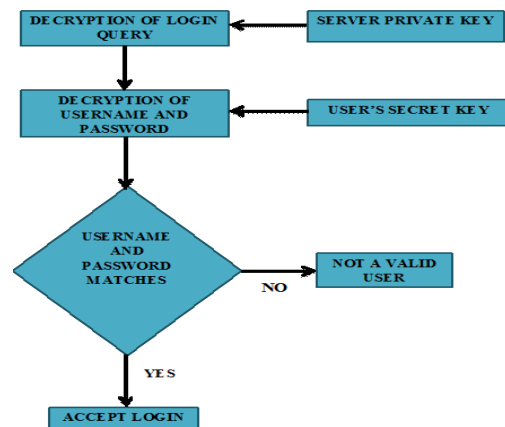 DECRYPTION OF LOGIN
QUERY
SERVER PRIVATE KEY
DECRYPTION OF
USERNAME AND
PASSWORD
USER'S SECRET KEY
USERNAME
AND
PASSWORD
MATCHES
NO
NOT A VALID
USER
YES
ACCEPT LOGIN